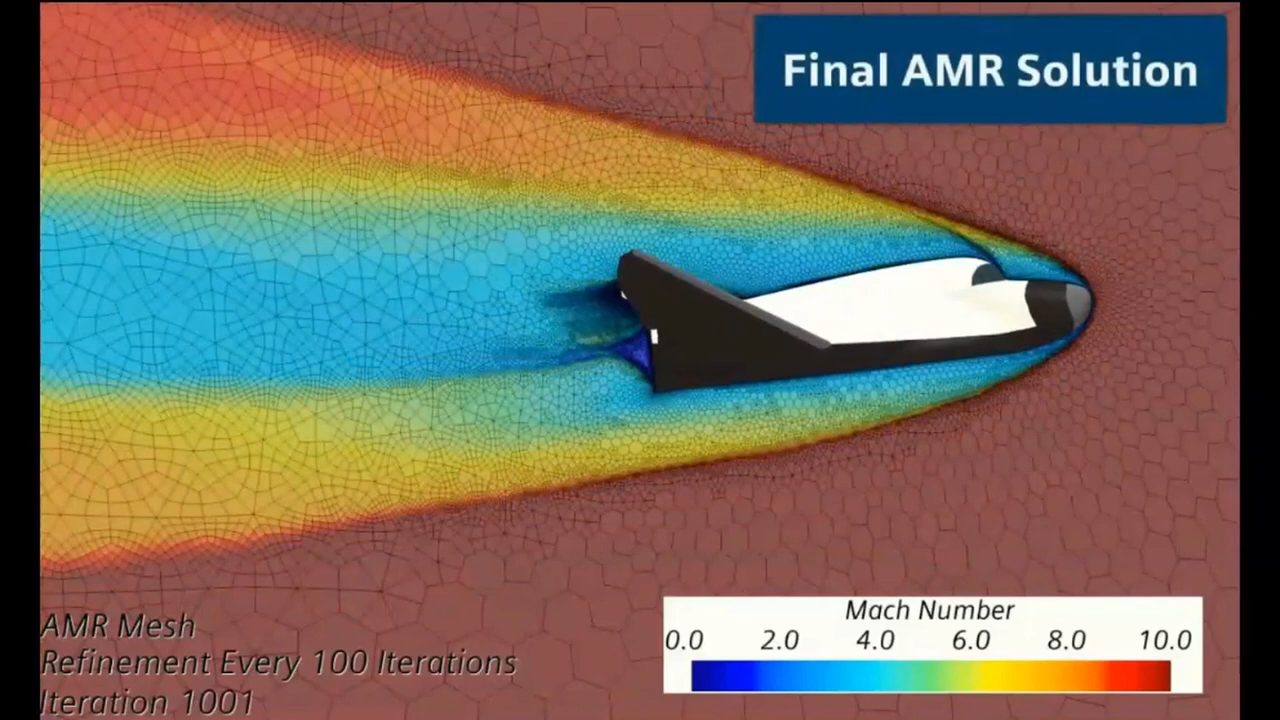 Final AMR Solution
Mach Number
0.0 2.0 4.0 6.0 8.0 10.0
AMR Mesh
Refinement Every 100 Iterations
Iteration 1001